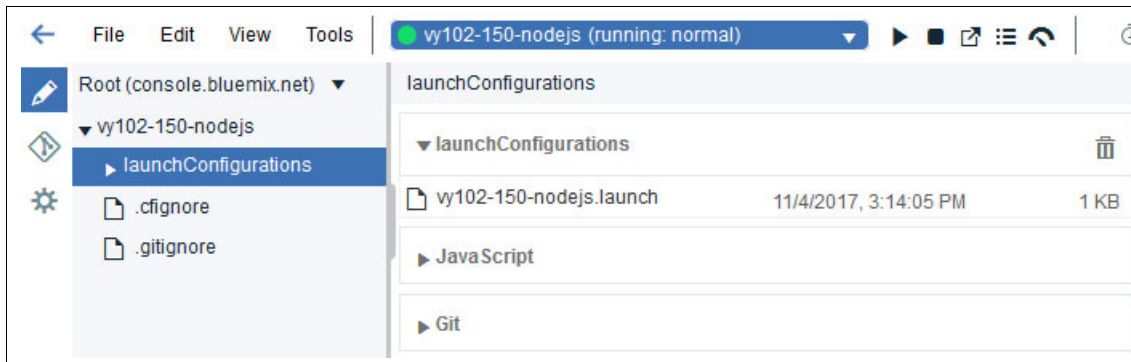 File Edit View Tools vy102-150-nodejs (running: normal)
Root (console.bluemix.net)
vy102-150-nodejs
launchConfigurations
.cfignore
.gitignore
launchConfigurations
launchConfigurations
vy102-150-nodejs.launch 11/4/2017, 3:14:05 PM 1 KB
JavaScript
Git